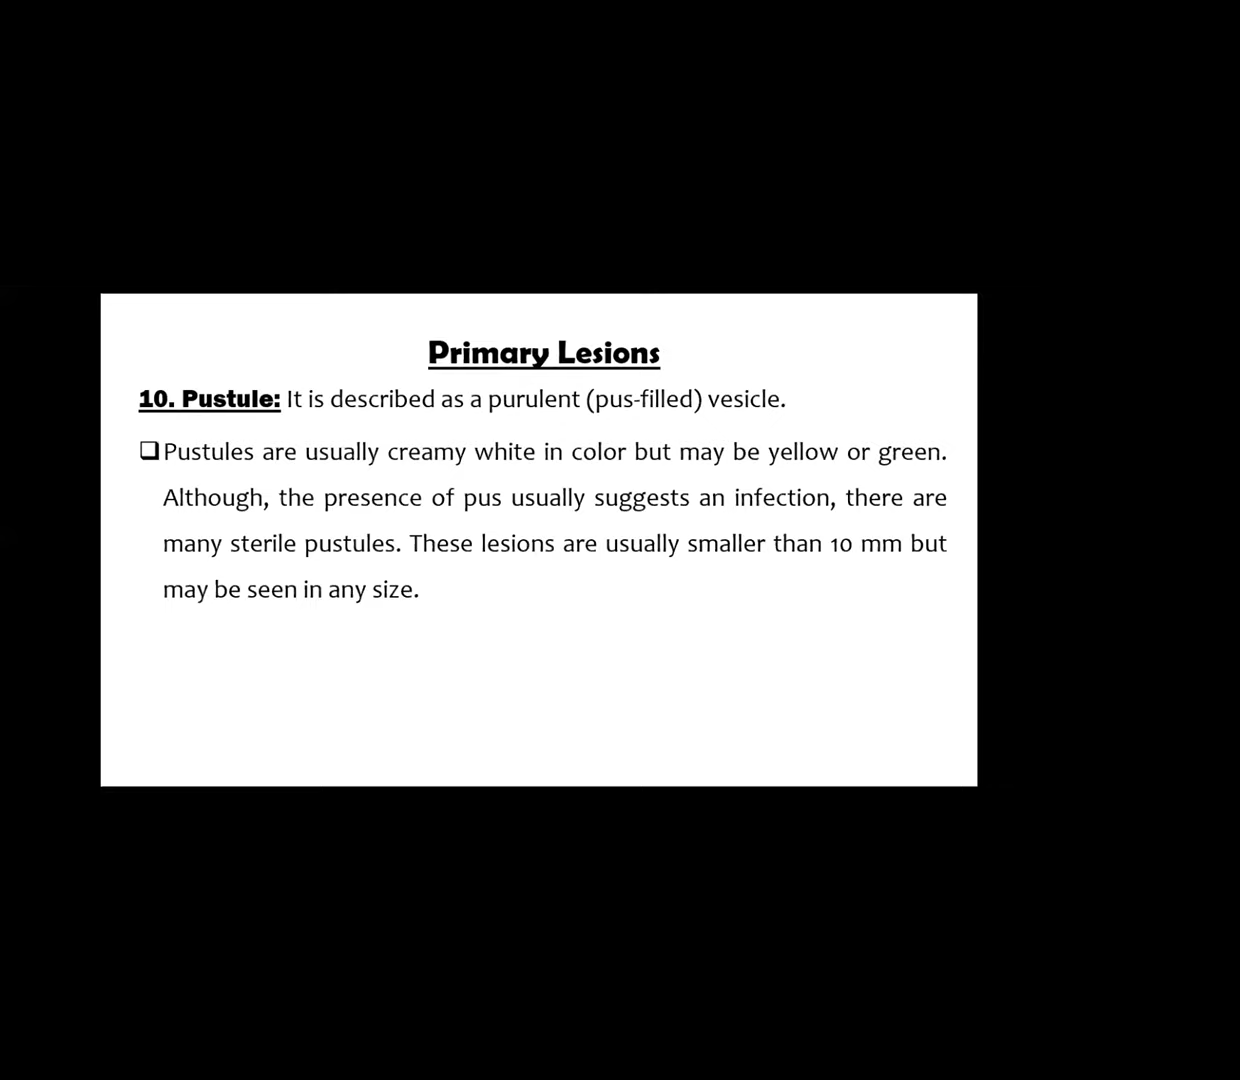 Primary Lesions
10. Pustule: It is described as a purulent (pus-filled) vesicle.
❑Pustules are usually creamy white in color but may be yellow or green.
Although, the presence of pus usually suggests an infection, there are
many sterile pustules. These lesions are usually smaller than 10 mm but
may be seen in any size.